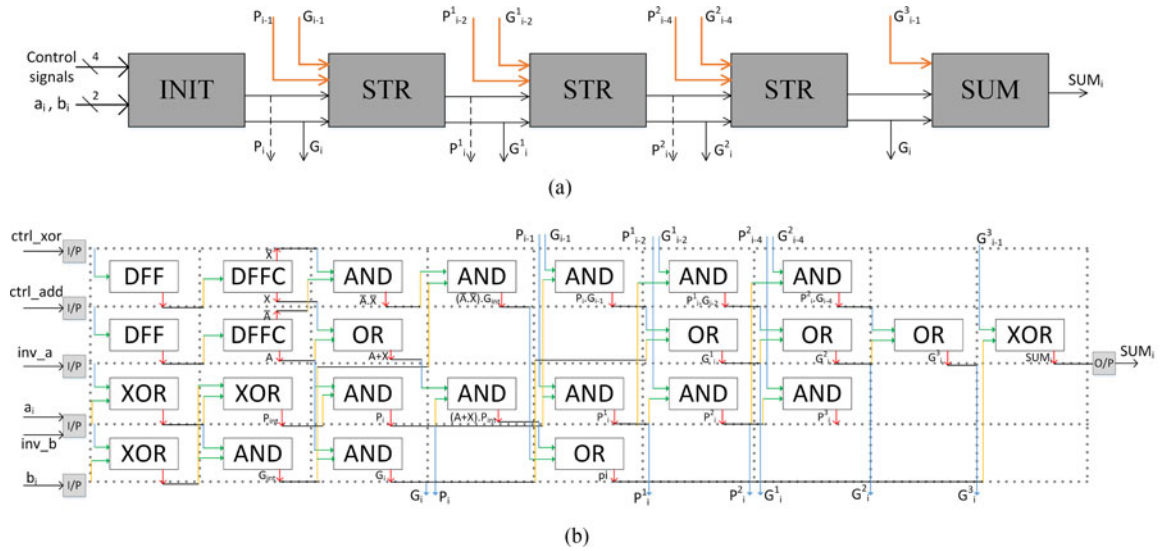 P_{i-1} G_{i-1} P^1_{i-2} G^1_{i-2} P^2_{i-4} G^2_{i-4} G^3_{i-1}
Control signals 4
a_i , b_i 2
INIT STR STR STR SUM SUM_i
P_i G_i P^1_i G^1_i P^2_i G^2_i G_i
(a)
ctrl_xor I/P P_{i-1} G_{i-1} P^1_{i-2} G^1_{i-2} P^2_{i-4} G^2_{i-4} G^3_{i-1}
X̅
DFF DFFC AND AND AND AND AND
X A̅.X̅ (A̅.X̅).G_{int} P_i.G_{i-1} P^1_i.G_{i-2} P^2_i.G_{i-4}
ctrl_add I/P
A̅
DFF DFFC OR OR OR OR XOR
A A+X G^1_i G^2_i G^3_i SUM
inv_a I/P O/P SUM_i
XOR XOR AND AND AND AND AND
P_{int} P_i (A+X).P_{int} P^1_i P^2_i P^3_i
a_i I/P
inv_b
XOR AND AND OR
G_{int} G_i pi
b_i I/P
G_i P_i P^1_i P^2_i G^1_i G^2_i G^3_i
(b)